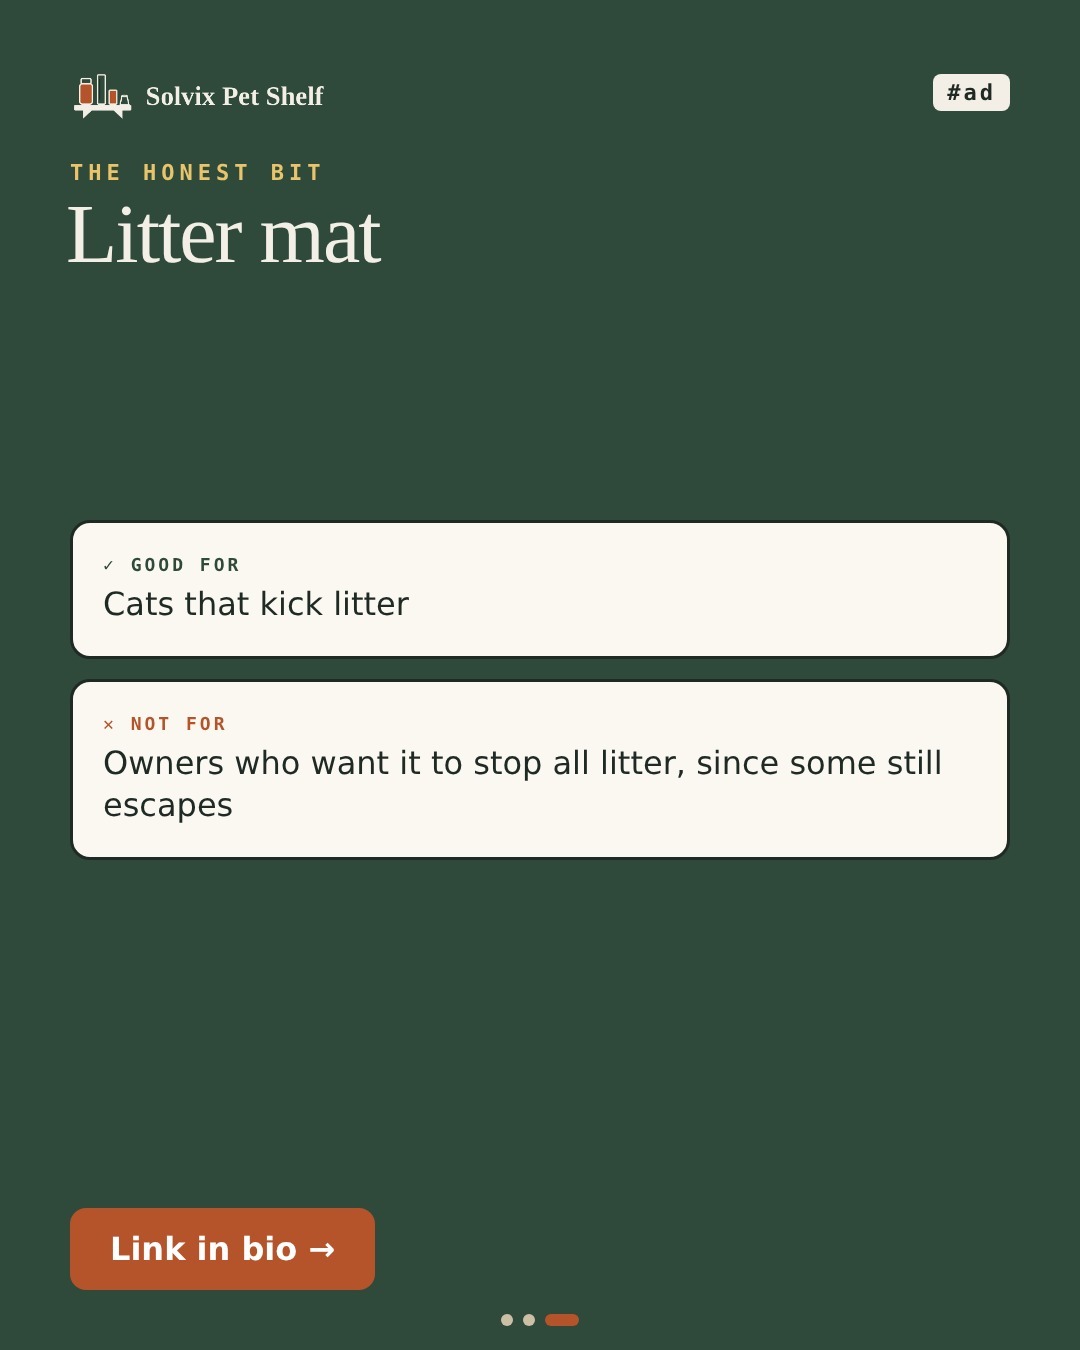 Solvix Pet Shelf
#ad
THE HONEST BIT
Litter mat
✓ GOOD FOR
Cats that kick litter
× NOT FOR
Owners who want it to stop all litter, since some still
escapes
Link in bio →